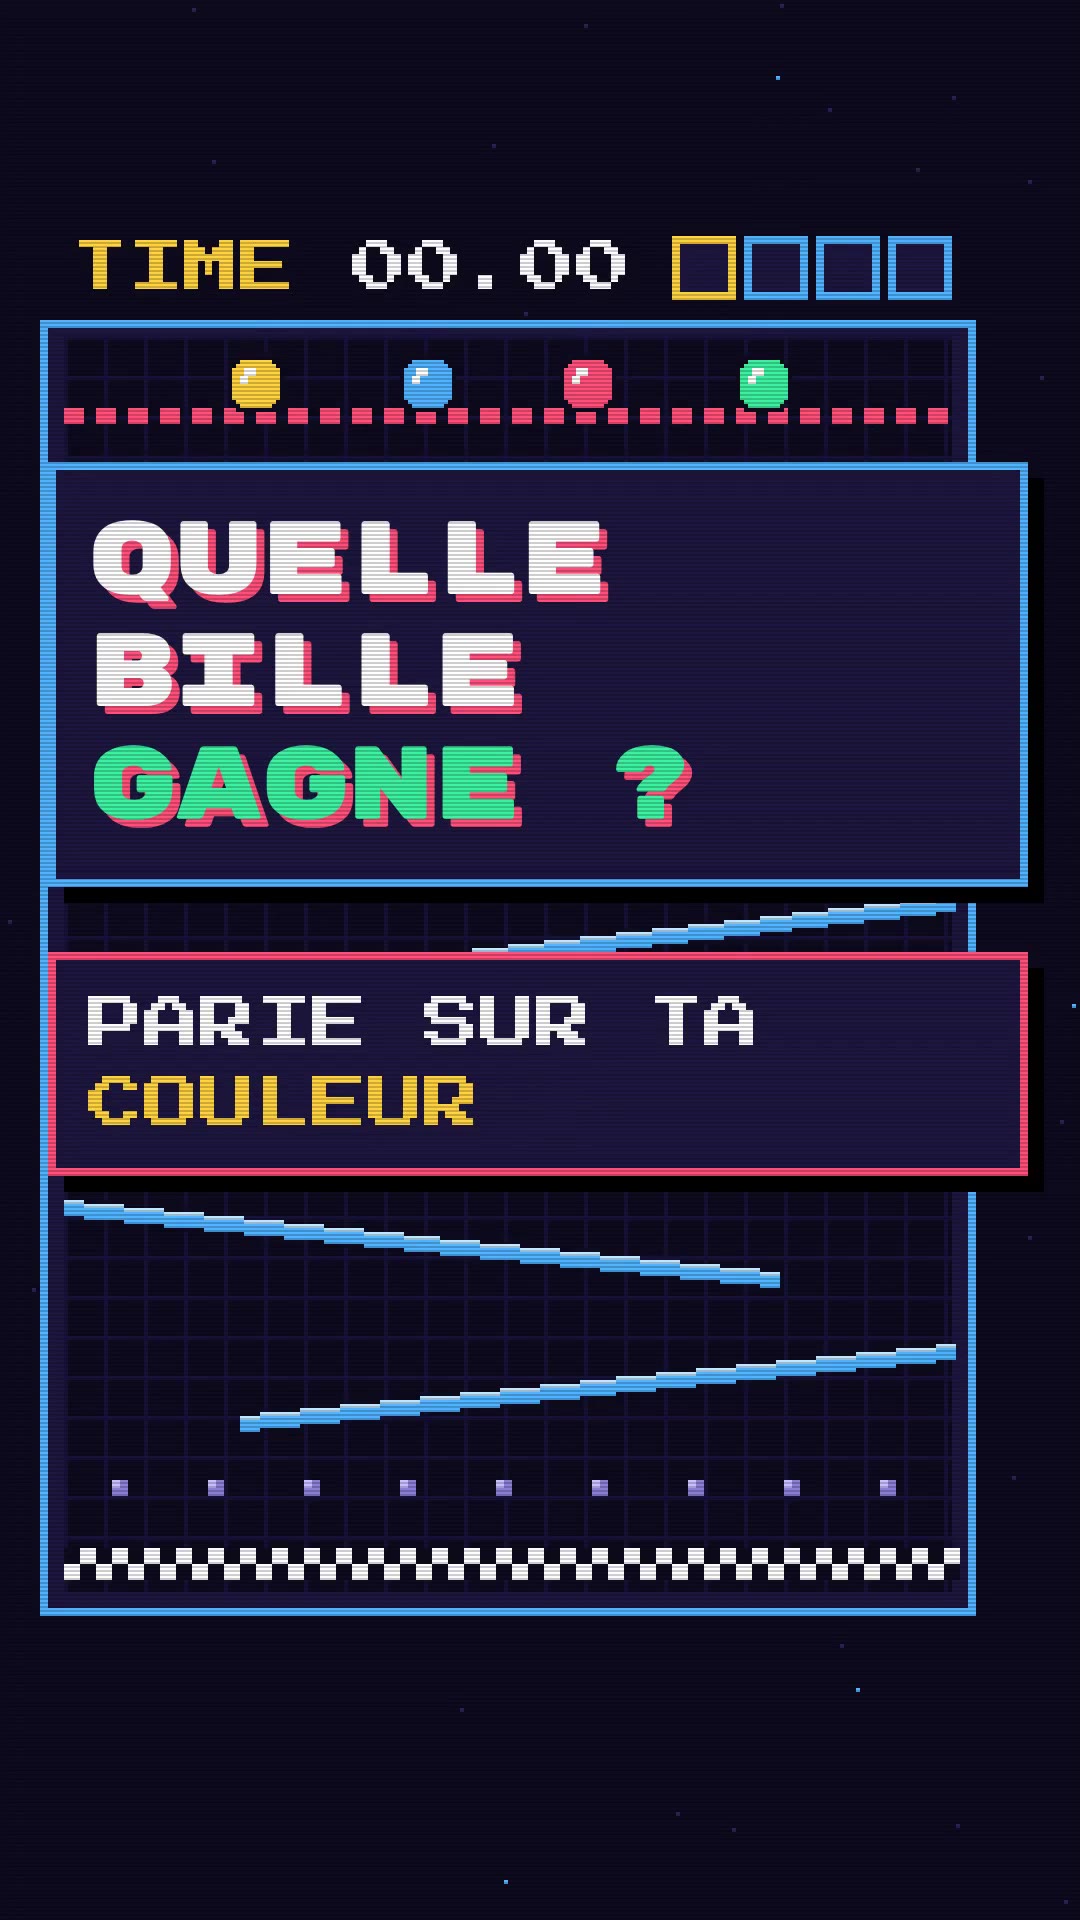 TIME 00.00
QUELLE
BILLE
GAGNE ?
PARIE SUR TA
COULEUR